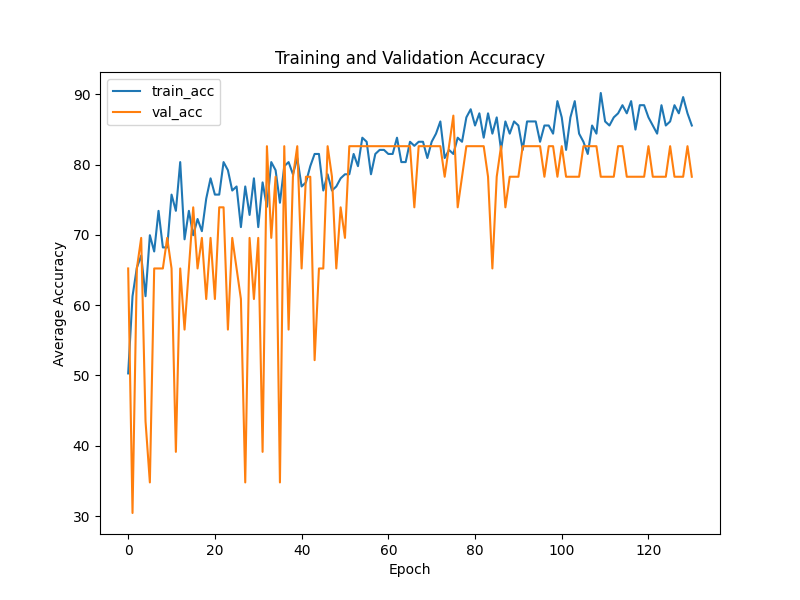 Training and Validation Accuracy
train_acc
val_acc
Average Accuracy
90
80
70
60
50
40
30
0 20 40 60 80 100 120
Epoch